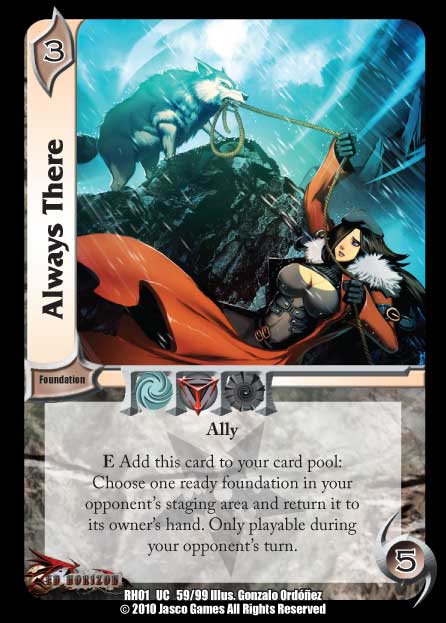 3
Always There
Foundation
Ally
E Add this card to your card pool:
Choose one ready foundation in your
opponent's staging area and return it to
its owner's hand. Only playable during
your opponent's turn.
5
RED HORIZON
RH01 UC 59/99 Illus. Gonzalo Ordóñez
© 2010 Jasco Games All Rights Reserved